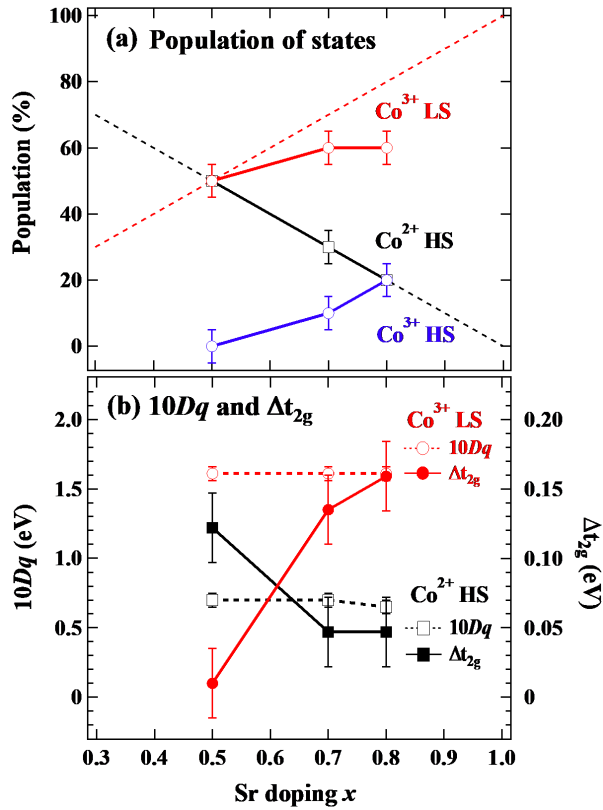 (a) Population of states
Population (%)
100
80
60
40
20
0
Co³⁺ LS
Co²⁺ HS
Co³⁺ HS
(b) 10Dq and Δt₂g
10Dq (eV)
2.0
1.5
1.0
0.5
0
Co³⁺ LS
10Dq
Δt₂g
Co²⁺ HS
10Dq
Δt₂g
0.20
0.15
0.10
0.05
0
Δt₂g (eV)
0.3 0.4 0.5 0.6 0.7 0.8 0.9 1.0
Sr doping x